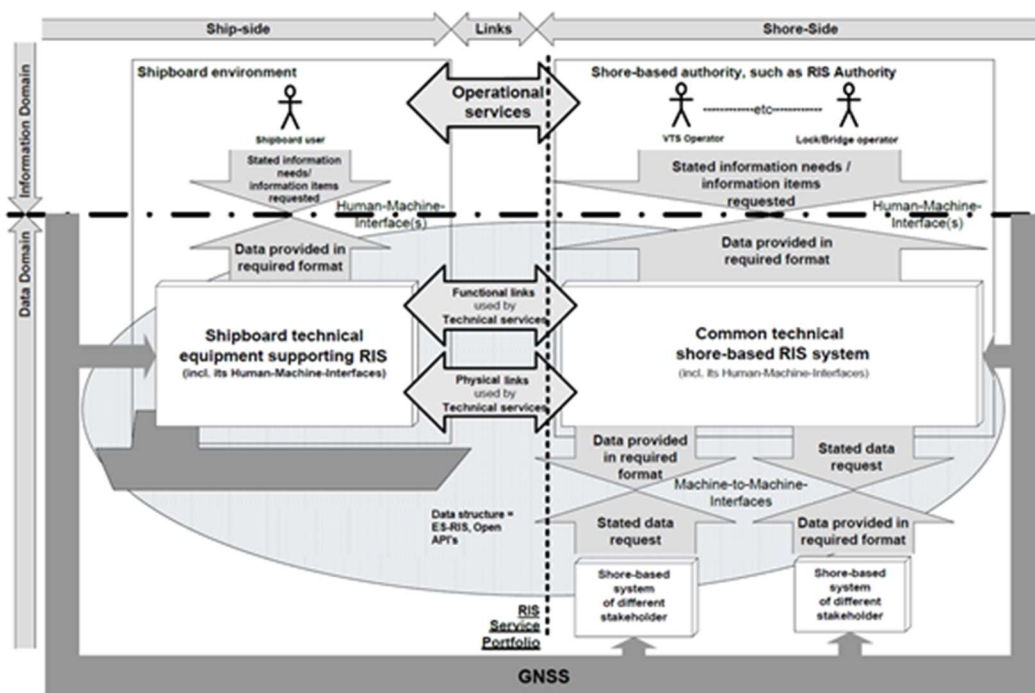 Ship-side
Links
Shore-Side
Information Domain
Data Domain
Shipboard environment
Shore-based authority, such as RIS Authority
Operational
services
Shipboard user
VTS Operator
etc
Lock/Bridge operator
Stated information
needs/
information items
requested
Stated information needs /
information items
requested
Human-Machine-
Interface(s)
Human-Machine-
Interface(s)
Data provided in
required format
Data provided in
required format
Functional links
used by
Technical services
Shipboard technical
equipment supporting RIS
(incl. its Human-Machine-Interfaces)
Common technical
shore-based RIS system
(incl. its Human-Machine-Interfaces)
Physical links
used by
Technical services
Data provided
in required
format
Stated data
request
Machine-to-Machine-
Interfaces
Data structure =
ES-RIS, Open
API's
Stated data
request
Data provided in
required format
Shore-based
system
of different
stakeholder
Shore-based
system
of different
stakeholder
RIS
Service
Portfolio
GNSS